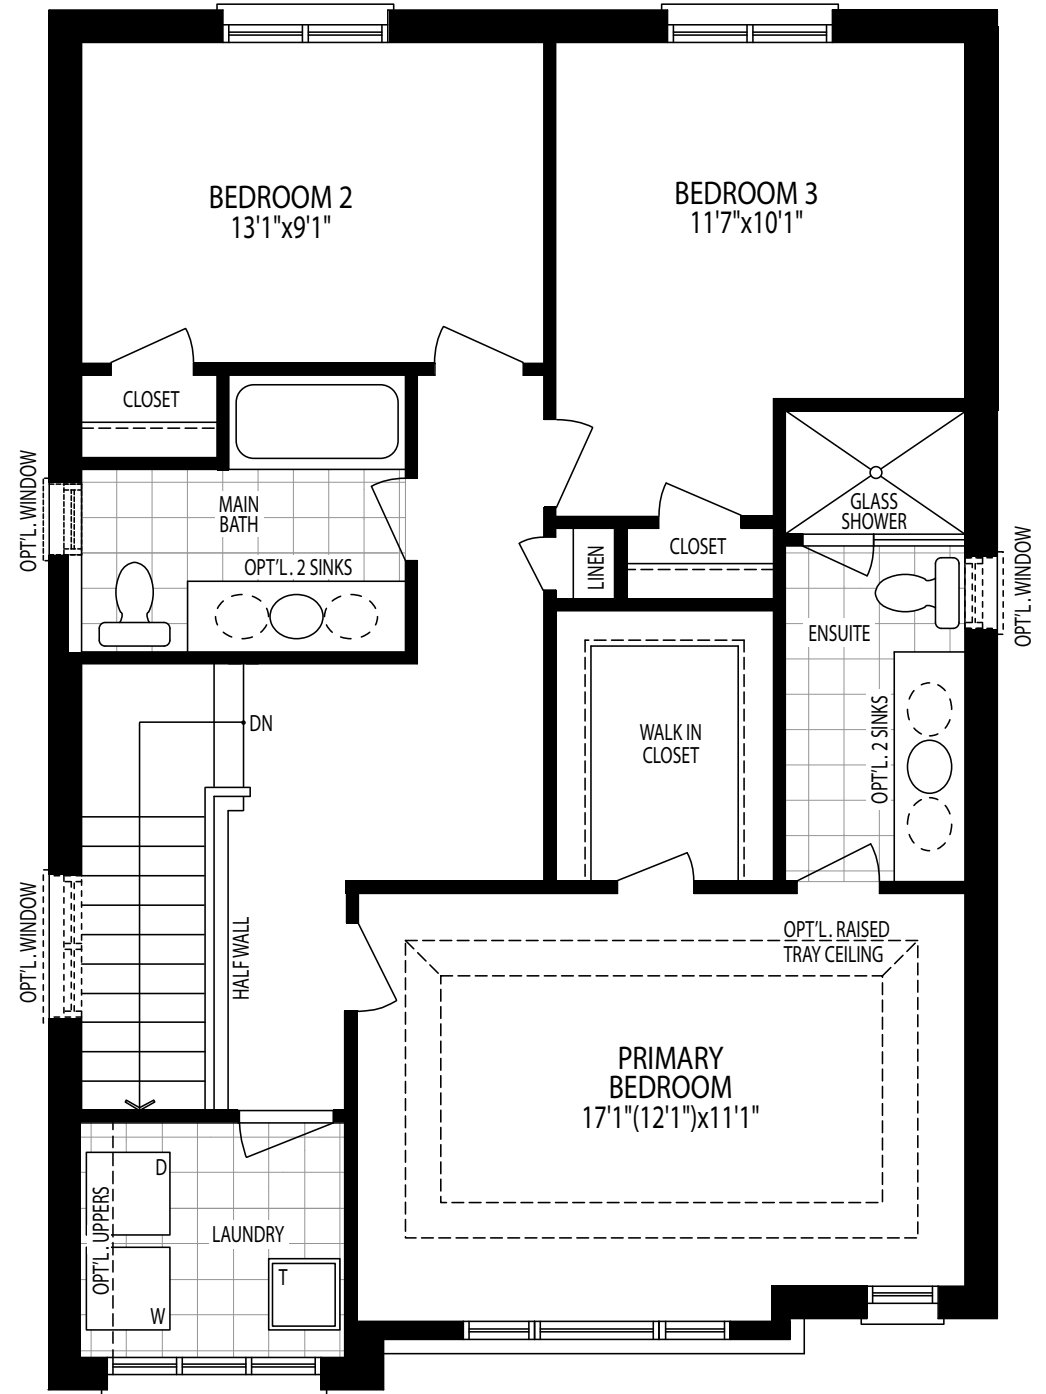 BEDROOM 2
13'1"x9'1"
BEDROOM 3
11'7"x10'1"
CLOSET
OPT'L. WINDOW
MAIN
BATH
OPT'L. 2 SINKS
GLASS
SHOWER
CLOSET
LINEN
OPT'L. WINDOW
ENSUITE
OPT'L. 2 SINKS
WALK IN
CLOSET
DN
OPT'L. WINDOW
HALF WALL
OPT'L. RAISED
TRAY CEILING
PRIMARY
BEDROOM
17'1"(12'1")x11'1"
D
OPT'L. UPPERS
LAUNDRY
T
W